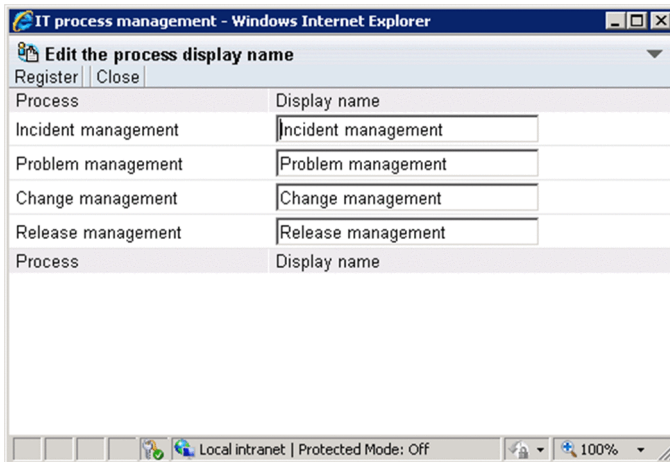 IT process management - Windows Internet Explorer
Edit the process display name
Register Close
Process Display name
Incident management Incident management
Problem management Problem management
Change management Change management
Release management Release management
Process Display name
Local intranet | Protected Mode: Off 100%